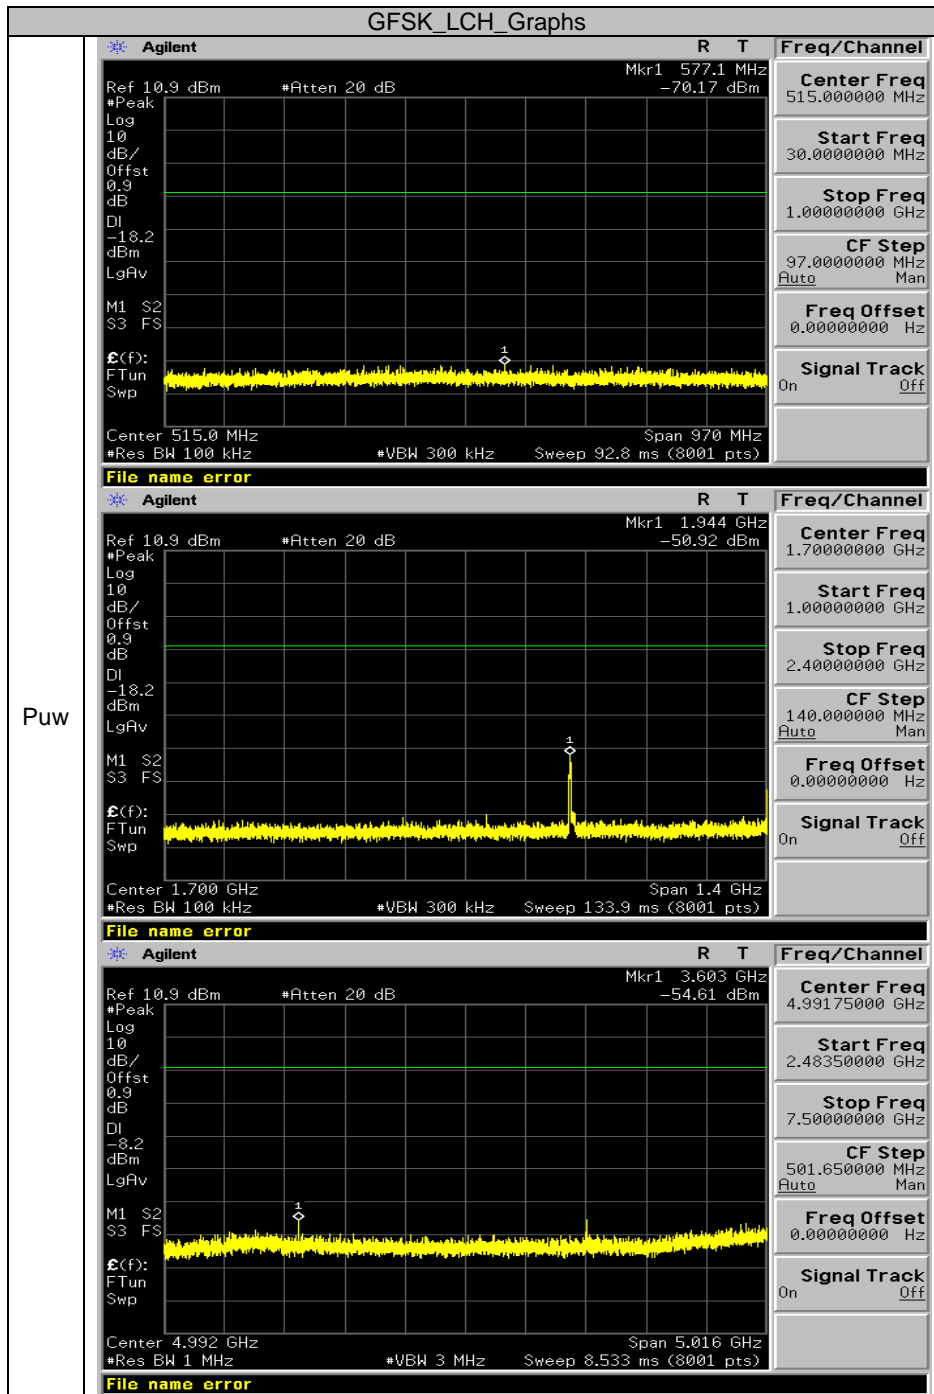 GFSK_LCH_Graphs
Puw
Agilent R T Freq/Channel
Mkr1 577.1 MHz
Ref 10.9 dBm #Atten 20 dB -70.17 dBm
#Peak
Log
10
dB/
Offst
0.9
dB
DI
-18.2
dBm
LgAv
M1 S2
S3 FS
£(f):
FTun
Swp
1
Center 515.0 MHz Span 970 MHz
#Res BW 100 kHz #VBW 300 kHz Sweep 92.8 ms (8001 pts)
File name error
Center Freq
515.000000 MHz
Start Freq
30.0000000 MHz
Stop Freq
1.00000000 GHz
CF Step
97.0000000 MHz
Auto Man
Freq Offset
0.00000000 Hz
Signal Track
On Off
Agilent R T Freq/Channel
Mkr1 1.944 GHz
Ref 10.9 dBm #Atten 20 dB -50.92 dBm
#Peak
Log
10
dB/
Offst
0.9
dB
DI
-18.2
dBm
LgAv
M1 S2
S3 FS
£(f):
FTun
Swp
1
Center 1.700 GHz Span 1.4 GHz
#Res BW 100 kHz #VBW 300 kHz Sweep 133.9 ms (8001 pts)
File name error
Center Freq
1.70000000 GHz
Start Freq
1.00000000 GHz
Stop Freq
2.40000000 GHz
CF Step
140.000000 MHz
Auto Man
Freq Offset
0.00000000 Hz
Signal Track
On Off
Agilent R T Freq/Channel
Mkr1 3.603 GHz
Ref 10.9 dBm #Atten 20 dB -54.61 dBm
#Peak
Log
10
dB/
Offst
0.9
dB
DI
-8.2
dBm
LgAv
M1 S2
S3 FS
£(f):
FTun
Swp
1
Center 4.992 GHz Span 5.016 GHz
#Res BW 1 MHz #VBW 3 MHz Sweep 8.533 ms (8001 pts)
File name error
Center Freq
4.99175000 GHz
Start Freq
2.48350000 GHz
Stop Freq
7.50000000 GHz
CF Step
501.650000 MHz
Auto Man
Freq Offset
0.00000000 Hz
Signal Track
On Off